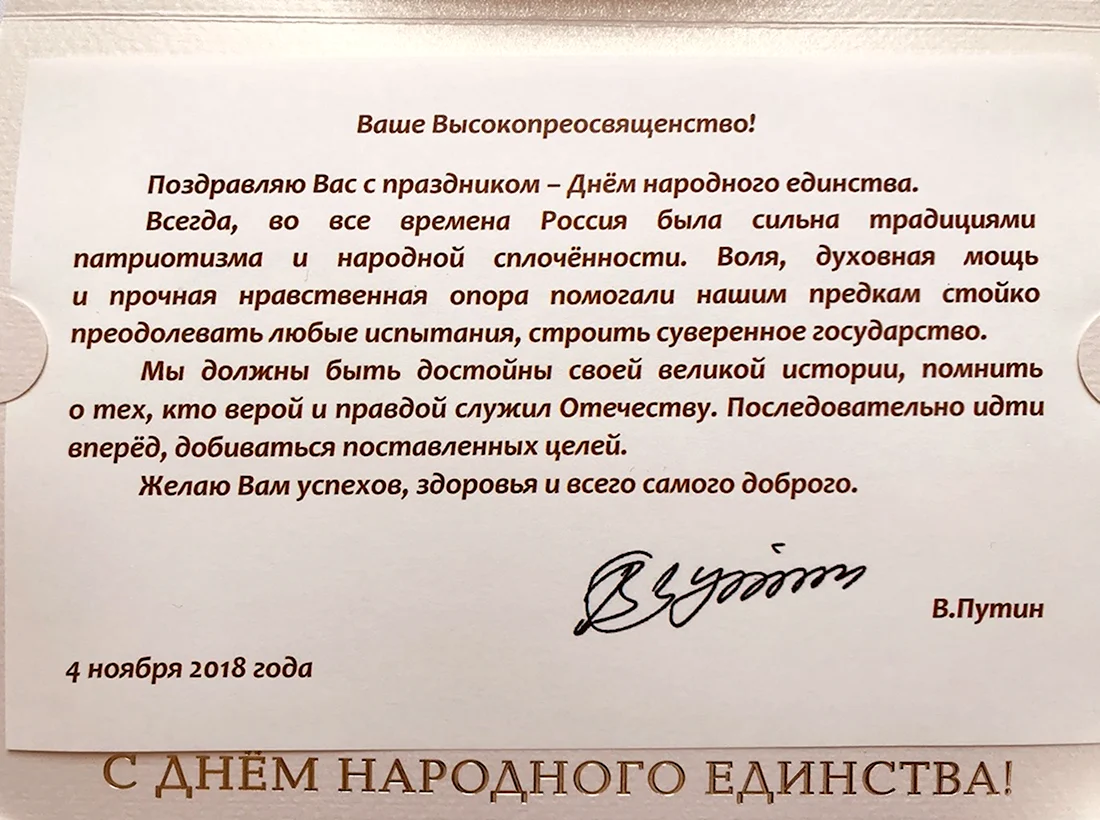 Ваше Высокопреосвященство!
Поздравляю Вас с праздником – Днём народного единства.
Всегда, во все времена Россия была сильна традициями
патриотизма и народной сплочённости. Воля, духовная мощь
и прочная нравственная опора помогали нашим предкам стойко
преодолевать любые испытания, строить суверенное государство.
Мы должны быть достойны своей великой истории, помнить
о тех, кто верой и правдой служил Отечеству. Последовательно идти
вперёд, добиваться поставленных целей.
Желаю Вам успехов, здоровья и всего самого доброго.
В.Путин
4 ноября 2018 года
С ДНЁМ НАРОДНОГО ЕДИНСТВА!